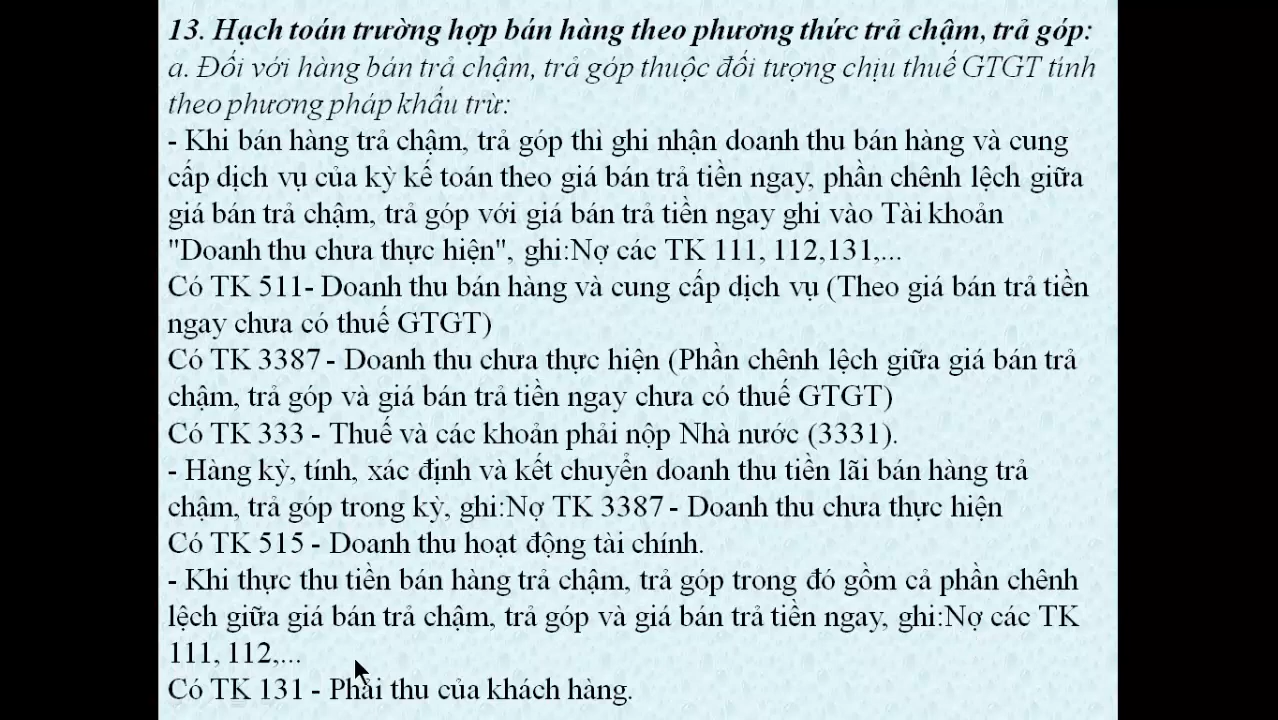 13. Hạch toán trường hợp bán hàng theo phương thức trả chậm, trả góp:
a. Đối với hàng bán trả chậm, trả góp thuộc đối tượng chịu thuế GTGT tính
theo phương pháp khấu trừ:
- Khi bán hàng trả chậm, trả góp thì ghi nhận doanh thu bán hàng và cung
cấp dịch vụ của kỳ kế toán theo giá bán trả tiền ngay, phần chênh lệch giữa
giá bán trả chậm, trả góp với giá bán trả tiền ngay ghi vào Tài khoản
"Doanh thu chưa thực hiện", ghi:Nợ các TK 111, 112,131,...
Có TK 511- Doanh thu bán hàng và cung cấp dịch vụ (Theo giá bán trả tiền
ngay chưa có thuế GTGT)
Có TK 3387 - Doanh thu chưa thực hiện (Phần chênh lệch giữa giá bán trả
chậm, trả góp và giá bán trả tiền ngay chưa có thuế GTGT)
Có TK 333 - Thuế và các khoản phải nộp Nhà nước (3331).
- Hàng kỳ, tính, xác định và kết chuyển doanh thu tiền lãi bán hàng trả
chậm, trả góp trong kỳ, ghi:Nợ TK 3387 - Doanh thu chưa thực hiện
Có TK 515 - Doanh thu hoạt động tài chính.
- Khi thực thu tiền bán hàng trả chậm, trả góp trong đó gồm cả phần chênh
lệch giữa giá bán trả chậm, trả góp và giá bán trả tiền ngay, ghi:Nợ các TK
111, 112,...
Có TK 131 - Phải thu của khách hàng.